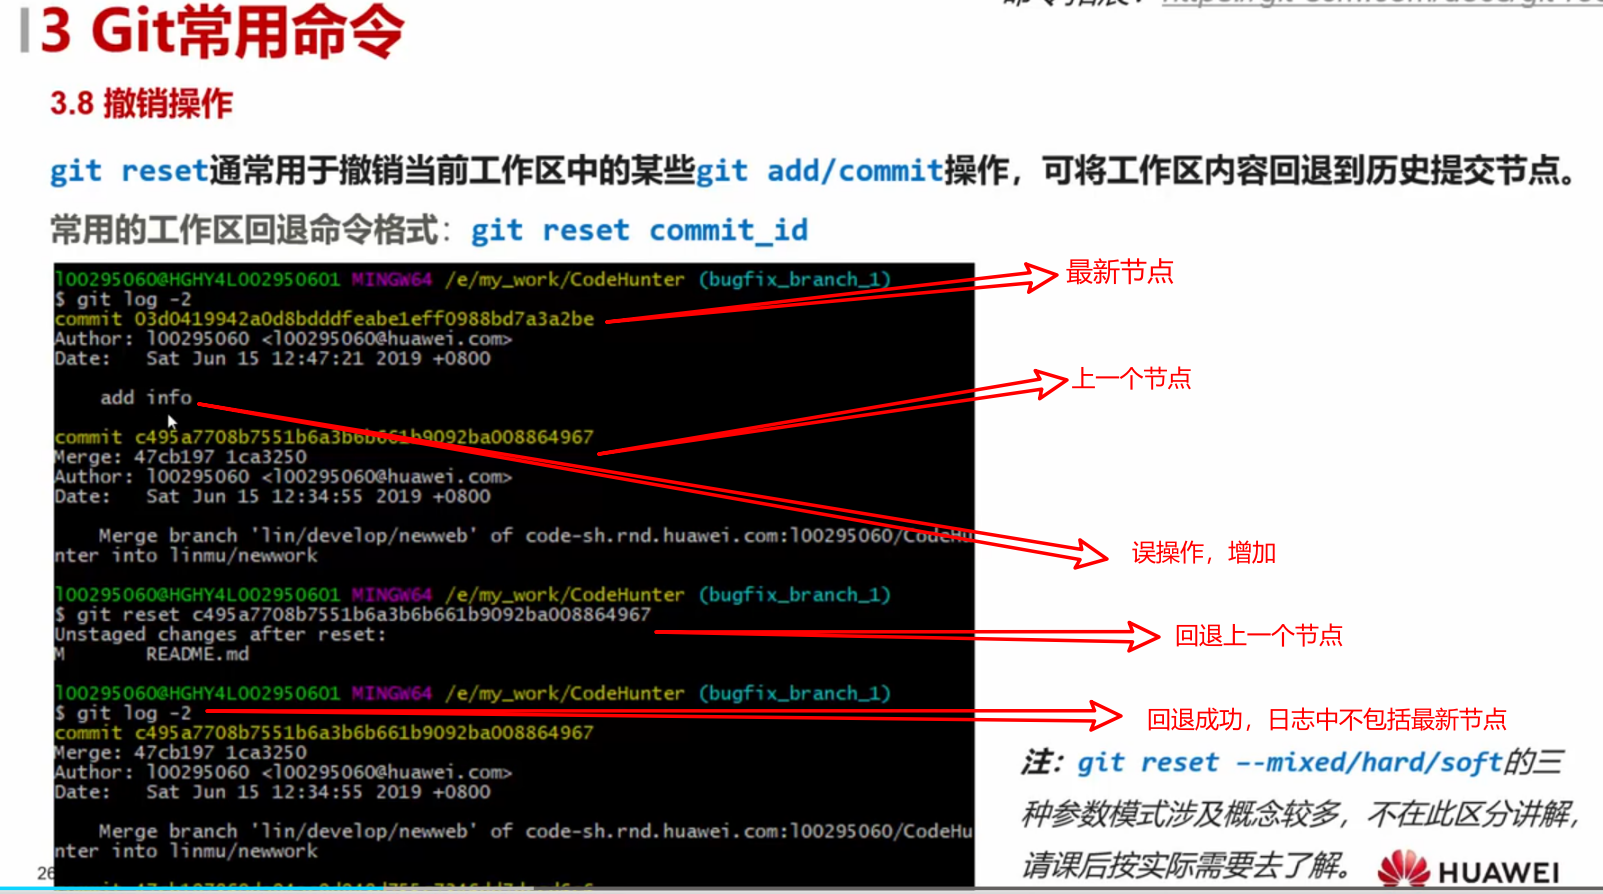 3 Git常用命令
3.8 撤销操作
git reset通常用于撤销当前工作区中的某些git add/commit操作，可将工作区内容回退到历史提交节点。
常用的工作区回退命令格式：git reset commit_id
l00295060@HGHY4L002950601 MINGW64 /e/my_work/CodeHunter (bugfix_branch_1)
$ git log -2
commit 03d0419942a0d8bdddfeabe1eff0988bd7a3a2be
Author: l00295060 <l00295060@huawei.com>
Date:   Sat Jun 15 12:47:21 2019 +0800
add info
commit c495a7708b7551b6a3b6b661b9092ba008864967
Merge: 47cb197 1ca3250
Author: l00295060 <l00295060@huawei.com>
Date:   Sat Jun 15 12:34:55 2019 +0800
Merge branch 'lin/develop/newweb' of code-sh.rnd.huawei.com:l00295060/CodeHu
nter into linmu/newwork
l00295060@HGHY4L002950601 MINGW64 /e/my_work/CodeHunter (bugfix_branch_1)
$ git reset c495a7708b7551b6a3b6b661b9092ba008864967
Unstaged changes after reset:
M       README.md
l00295060@HGHY4L002950601 MINGW64 /e/my_work/CodeHunter (bugfix_branch_1)
$ git log -2
commit c495a7708b7551b6a3b6b661b9092ba008864967
Merge: 47cb197 1ca3250
Author: l00295060 <l00295060@huawei.com>
Date:   Sat Jun 15 12:34:55 2019 +0800
Merge branch 'lin/develop/newweb' of code-sh.rnd.huawei.com:l00295060/CodeHu
nter into linmu/newwork
最新节点
上一个节点
误操作，增加
回退上一个节点
回退成功，日志中不包括最新节点
注：git reset --mixed/hard/soft的三
种参数模式涉及概念较多，不在此区分讲解，
请课后按实际需要去了解。
HUAWEI
26